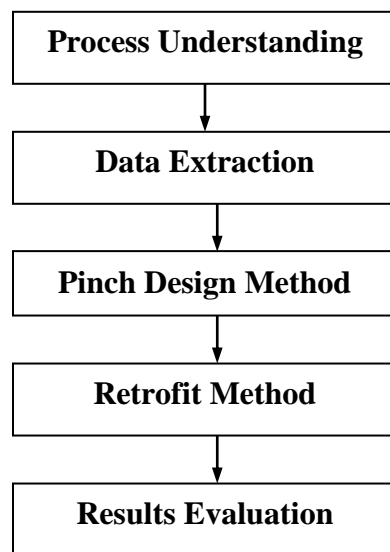 Process Understanding
Data Extraction
Pinch Design Method
Retrofit Method
Results Evaluation